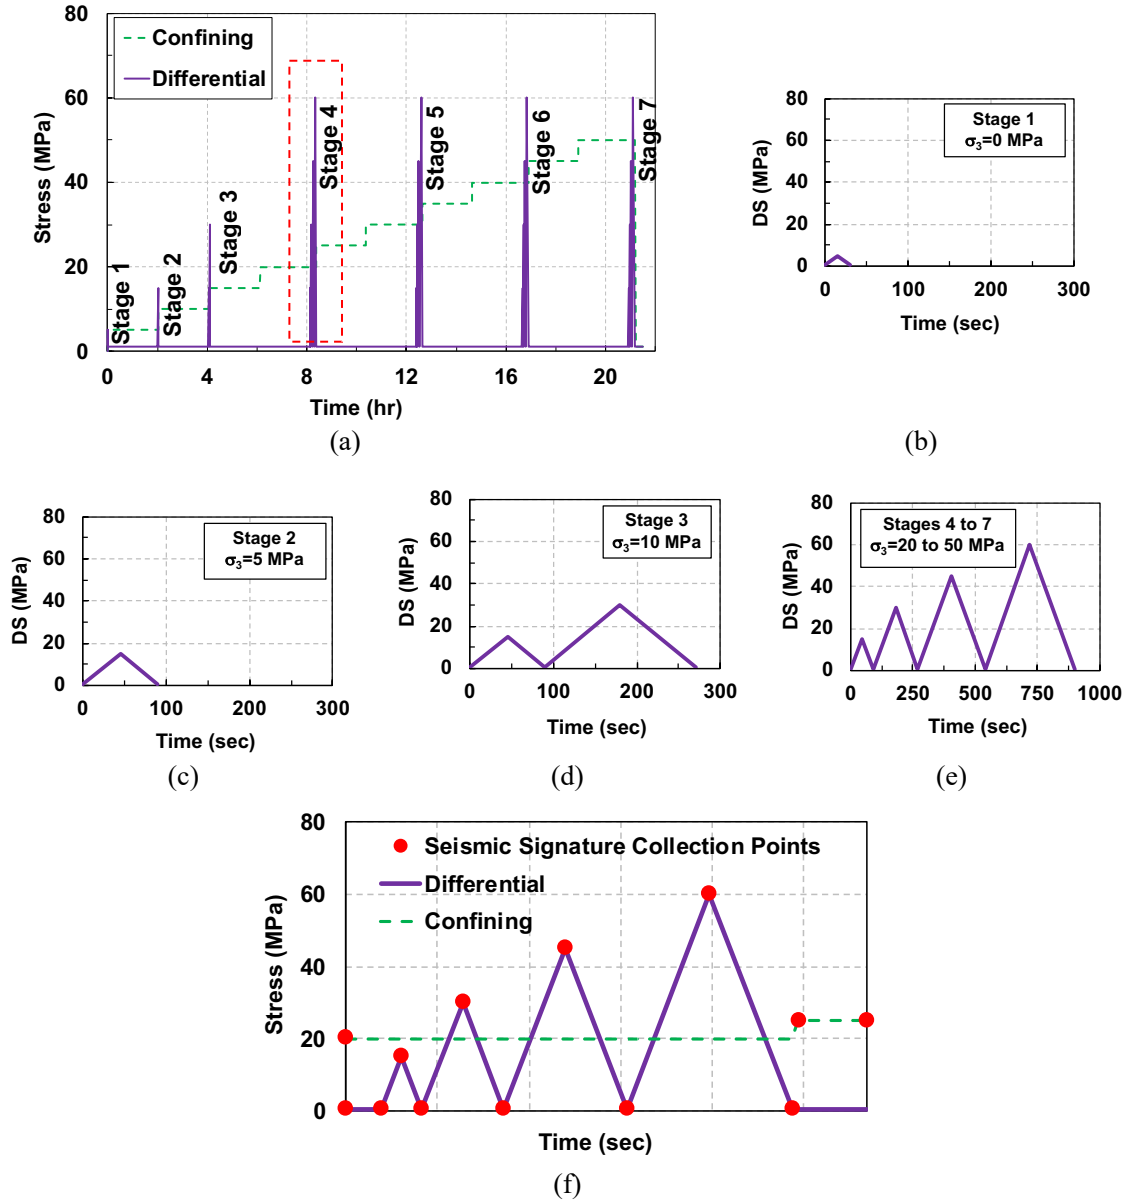 Confining
Differential
Stress (MPa)
80
60
40
20
0
Stage 1
Stage 2
Stage 3
Stage 4
Stage 5
Stage 6
Stage 7
0 4 8 12 16 20
Time (hr)
(a)
DS (MPa)
80
60
40
20
0
Stage 1
σ3=0 MPa
0 100 200 300
Time (sec)
(b)
DS (MPa)
80
60
40
20
0
Stage 2
σ3=5 MPa
0 100 200 300
Time (sec)
(c)
DS (MPa)
80
60
40
20
0
Stage 3
σ3=10 MPa
0 100 200 300
Time (sec)
(d)
DS (MPa)
80
60
40
20
0
Stages 4 to 7
σ3=20 to 50 MPa
0 250 500 750 1000
Time (sec)
(e)
Stress (MPa)
80
60
40
20
0
Seismic Signature Collection Points
Differential
Confining
Time (sec)
(f)